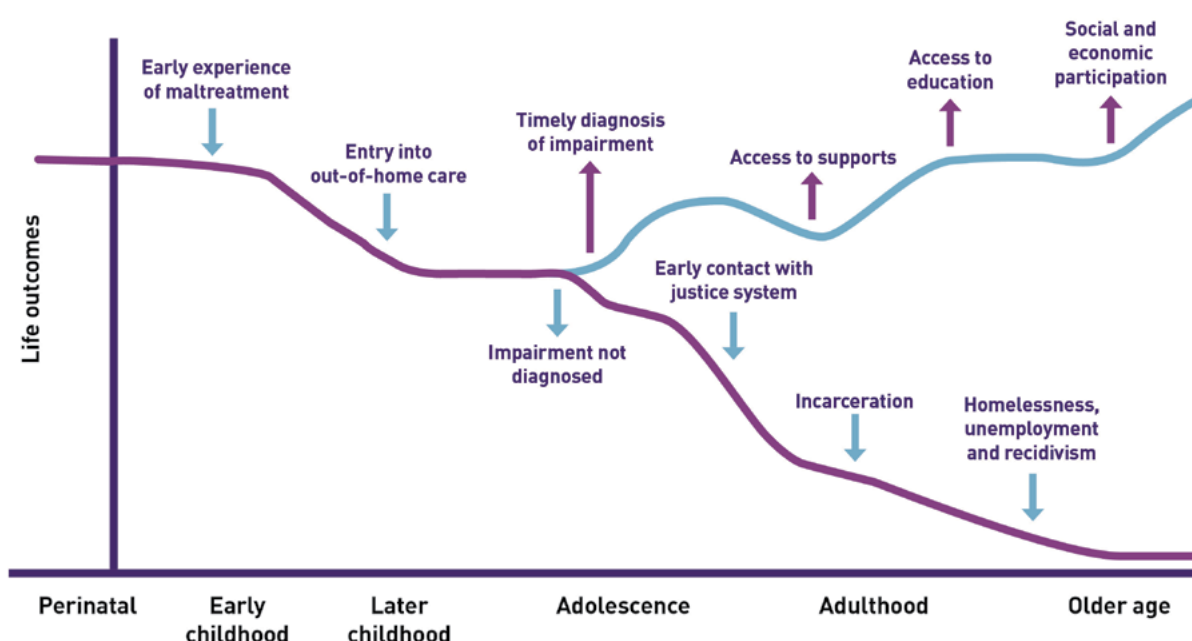 Social and
economic
participation
Access to
education
Early experience
of maltreatment
Timely diagnosis
of impairment
Entry into
out-of-home care
Access to supports
Life outcomes
Early contact with
justice system
Impairment not
diagnosed
Incarceration
Homelessness,
unemployment
and recidivism
Perinatal
Early
childhood
Later
childhood
Adolescence
Adulthood
Older age